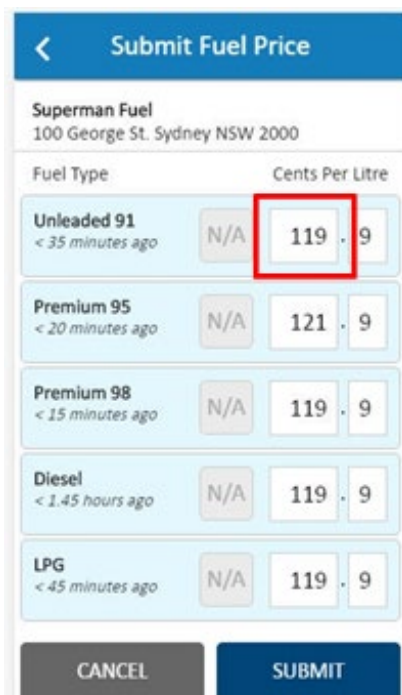 Submit Fuel Price
Superman Fuel
100 George St. Sydney NSW 2000
Fuel Type Cents Per Litre
Unleaded 91
< 35 minutes ago
N/A 119 . 9
Premium 95
< 20 minutes ago
N/A 121 . 9
Premium 98
< 15 minutes ago
N/A 119 . 9
Diesel
< 1.45 hours ago
N/A 119 . 9
LPG
< 45 minutes ago
N/A 119 . 9
CANCEL SUBMIT